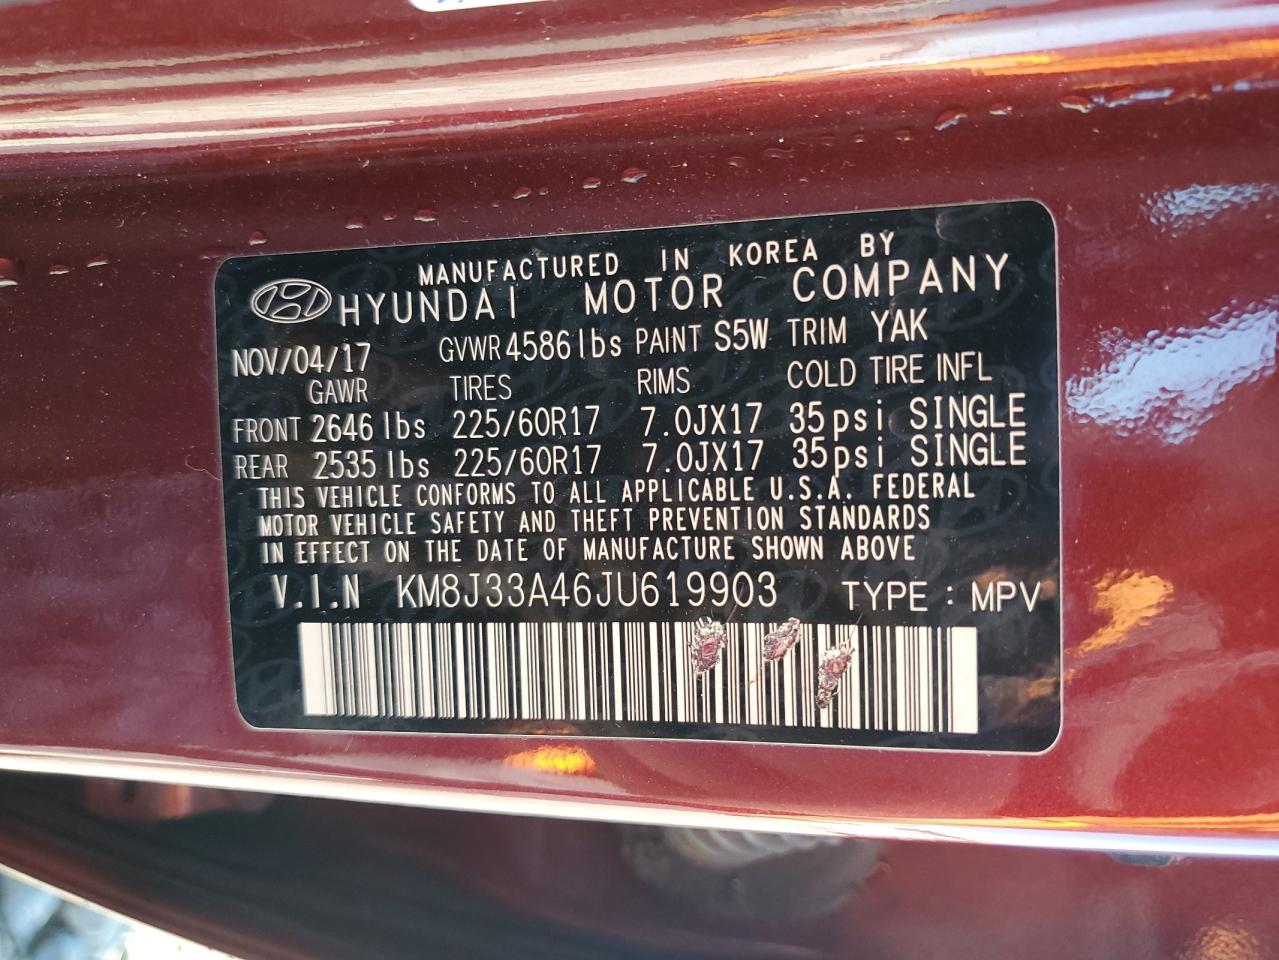 MANUFACTURED IN KOREA BY
HYUNDAI MOTOR COMPANY
NOV/04/17 GVWR 4586 lbs PAINT S5W TRIM YAK
GAWR TIRES RIMS COLD TIRE INFL
FRONT 2646 lbs 225/60R17 7.0JX17 35psi SINGLE
REAR 2535 lbs 225/60R17 7.0JX17 35psi SINGLE
THIS VEHICLE CONFORMS TO ALL APPLICABLE U.S.A. FEDERAL
MOTOR VEHICLE SAFETY AND THEFT PREVENTION STANDARDS
IN EFFECT ON THE DATE OF MANUFACTURE SHOWN ABOVE
V.I.N KM8J33A46JU619903 TYPE : MPV